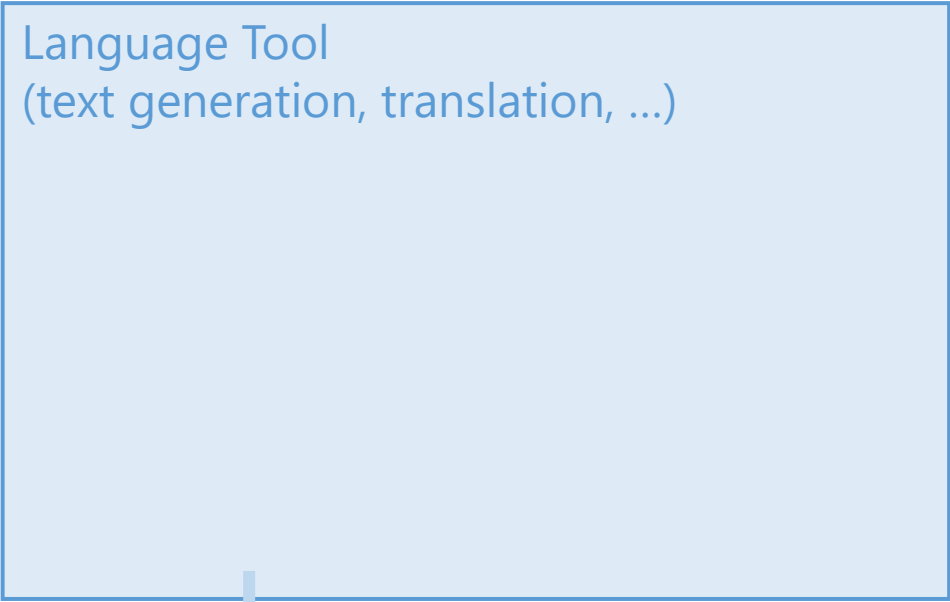 Language Tool
(text generation, translation, …)